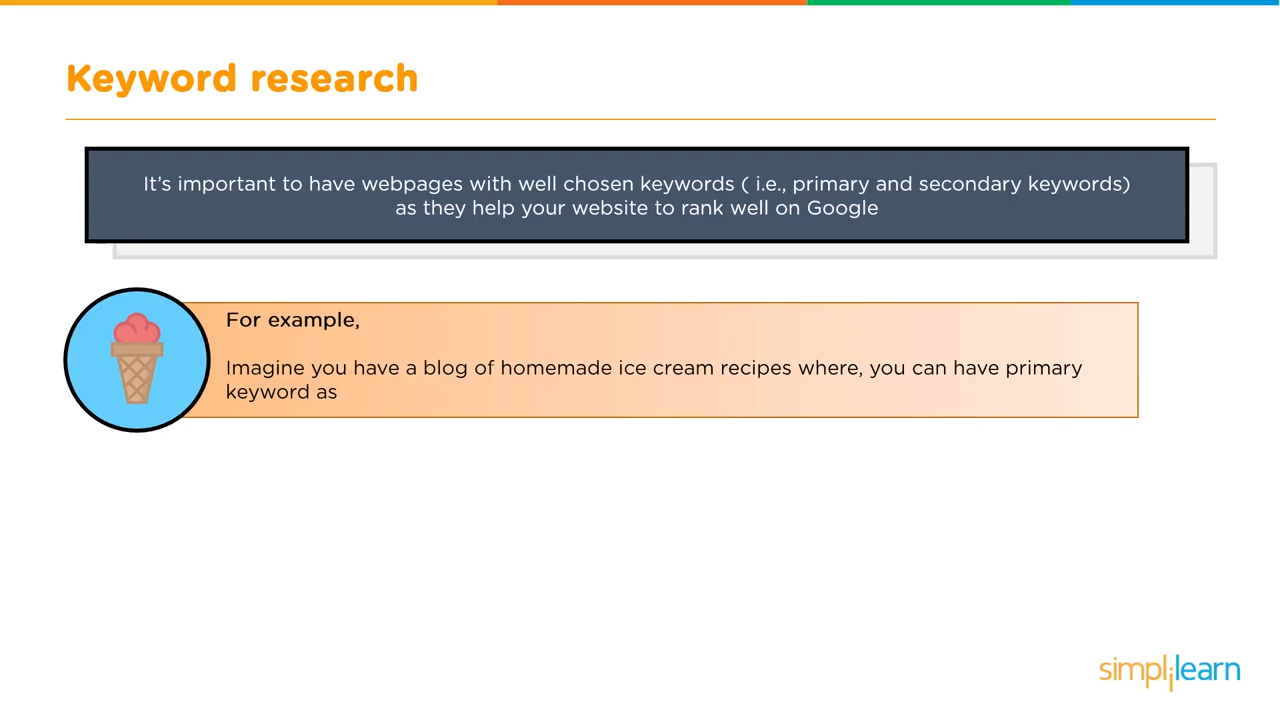 Keyword research
It's important to have webpages with well chosen keywords ( i.e., primary and secondary keywords)
as they help your website to rank well on Google
For example,
Imagine you have a blog of homemade ice cream recipes where, you can have primary
keyword as
simplilearn